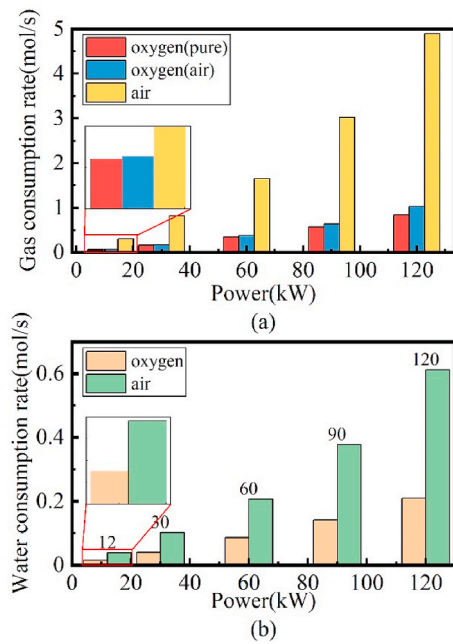 (a)
5
4
3
2
1
0
Gas consumption rate(mol/s)
oxygen(pure)
oxygen(air)
air
0 20 40 60 80 100 120
Power(kW)
(a)
0.6
0.4
0.2
0
Water consumption rate(mol/s)
oxygen
air
12
30
60
90
120
0 20 40 60 80 100 120
Power(kW)
(b)